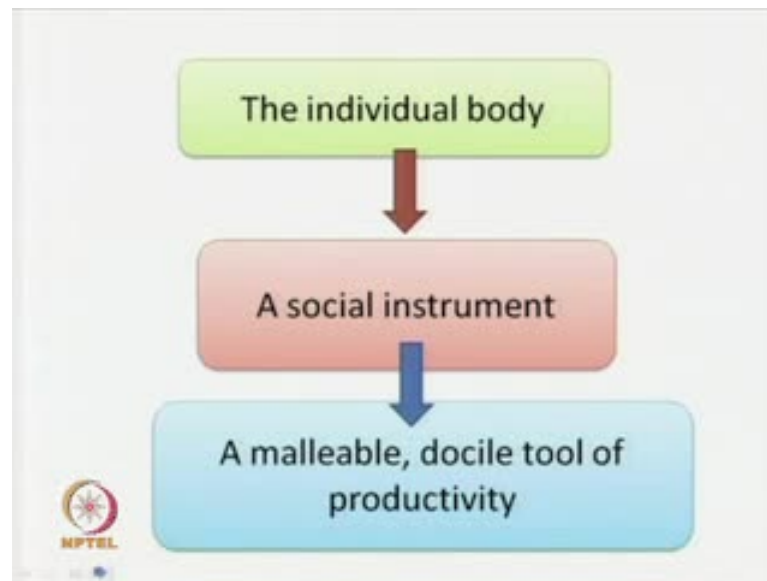 The individual body
A social instrument
A malleable, docile tool of
productivity
NPTEL